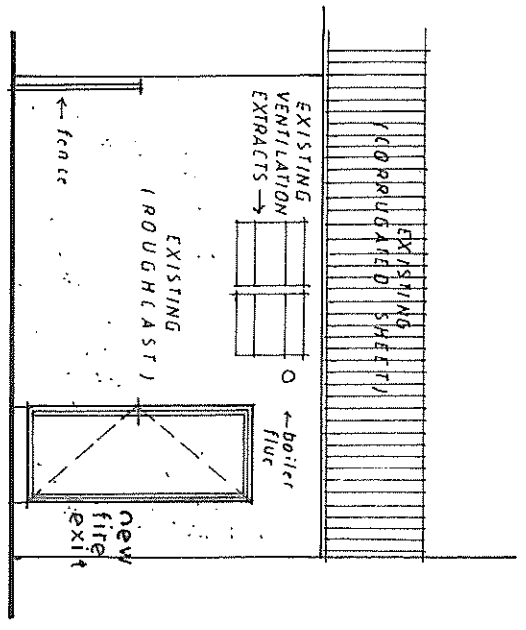 EXISTING
(CORRUGATED SHEET)
EXISTING
VENTILATION
EXTRACTS →
← boiler
flue
EXISTING
(ROUGHCAST)
← fence
new
fire
exit